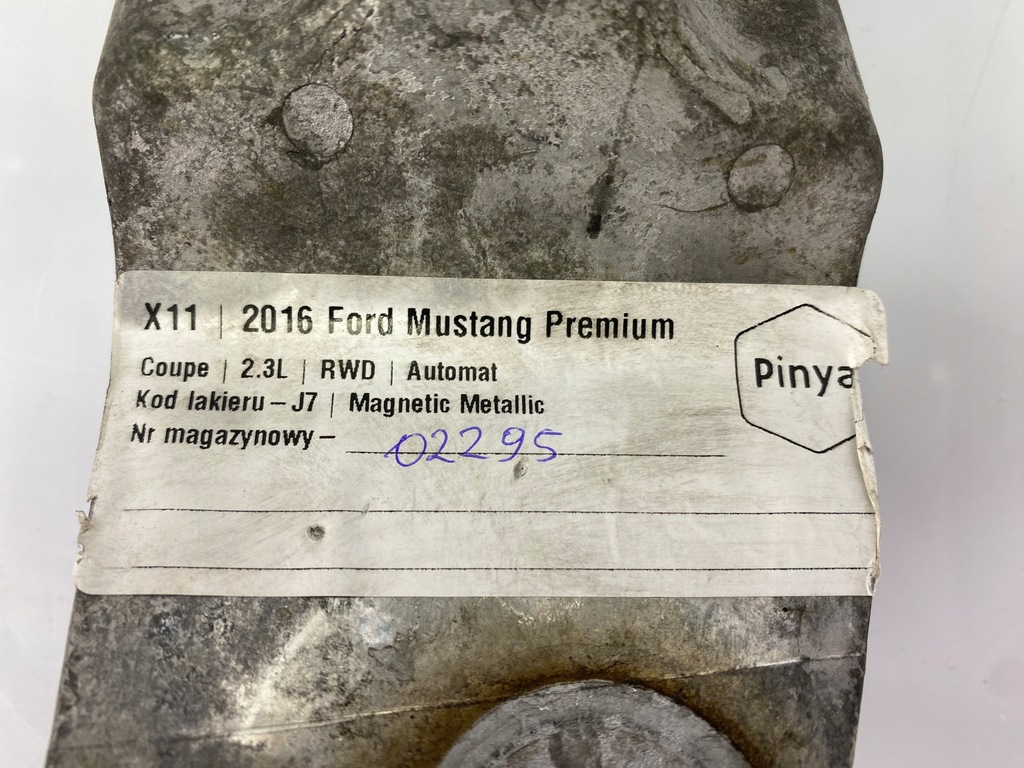 X11 | 2016 Ford Mustang Premium
Coupe | 2.3L | RWD | Automat
Kod lakieru – J7 | Magnetic Metallic
Nr magazynowy – 02295
Pinya